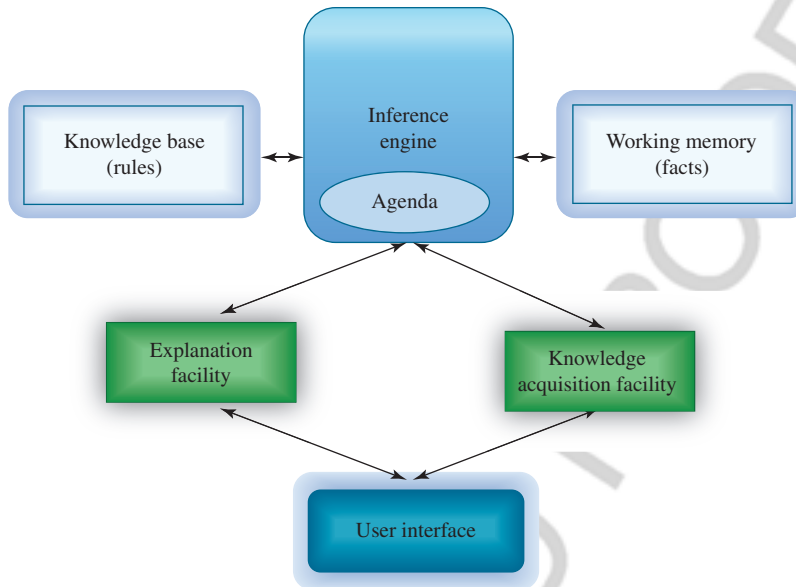 Inference
engine
Agenda
Knowledge base
(rules)
Working memory
(facts)
Explanation
facility
Knowledge
acquisition facility
User interface